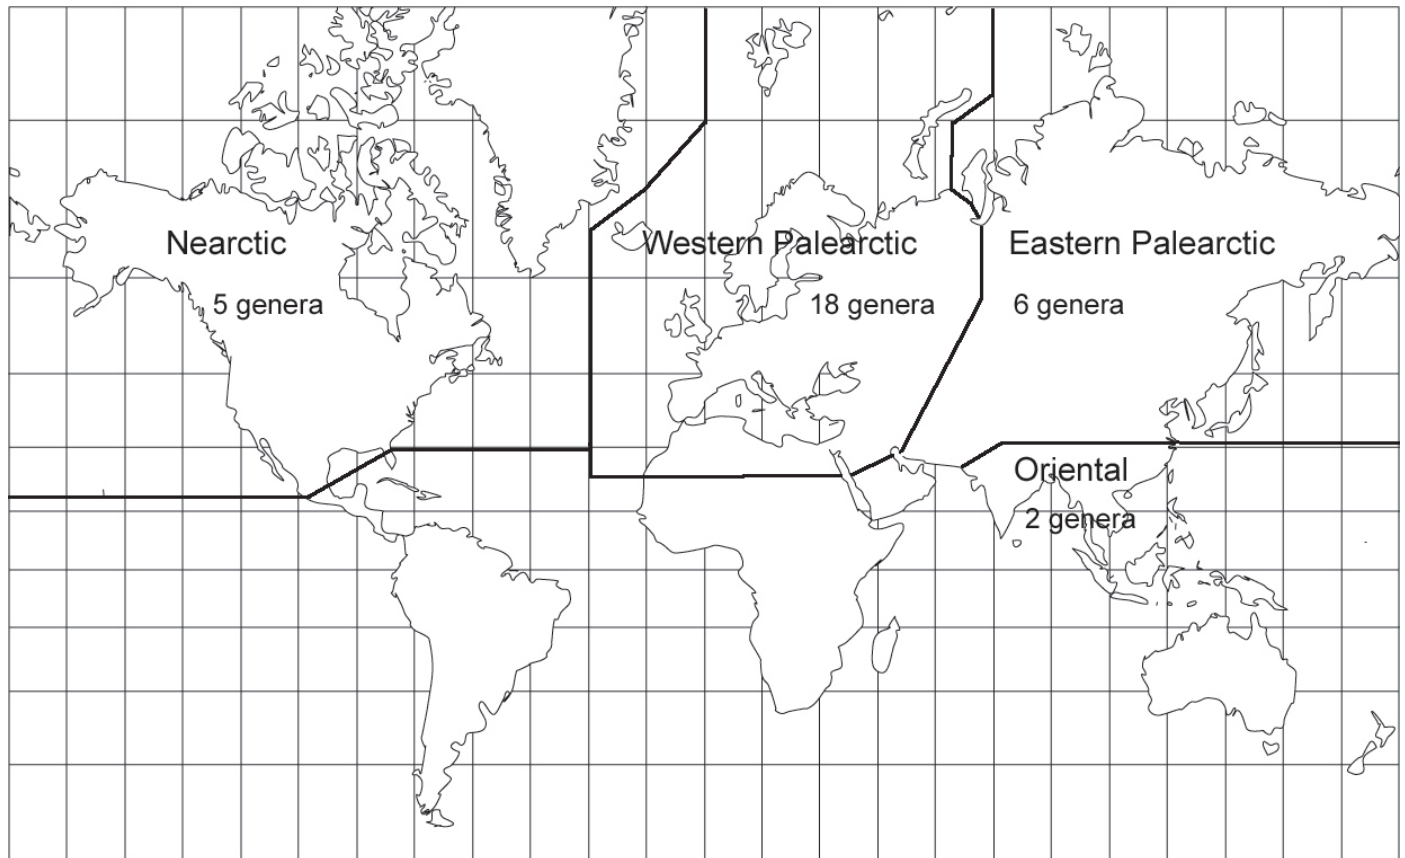 Nearctic
5 genera
Western Palearctic
18 genera
Eastern Palearctic
6 genera
Oriental
2 genera